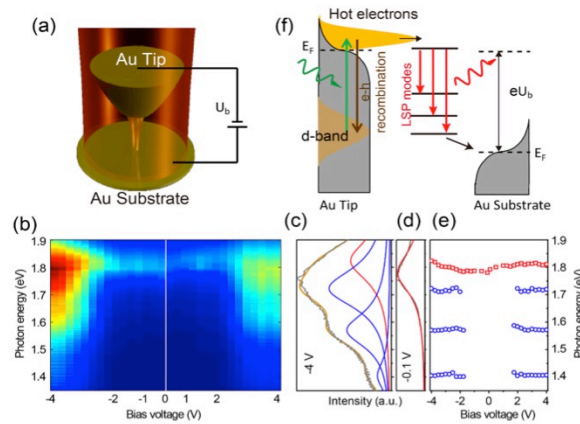 (a)
Au Tip
U_b
Au Substrate
(f)
Hot electrons
E_F
d-band
e-h
recombination
LSP modes
eU_b
E_F
Au Tip
Au Substrate
(b)
Photon energy (eV)
1.9
1.8
1.7
1.6
1.5
1.4
-4 -3 -2 -1 0 1 2 3 4
Bias voltage (V)
(c)
-4 V
(d)
-0.1 V
Intensity (a.u.)
(e)
1.9
1.8
1.7
1.6
1.5
1.4
Photon energy (eV)
-4 -2 0 2 4
Bias voltage (V)